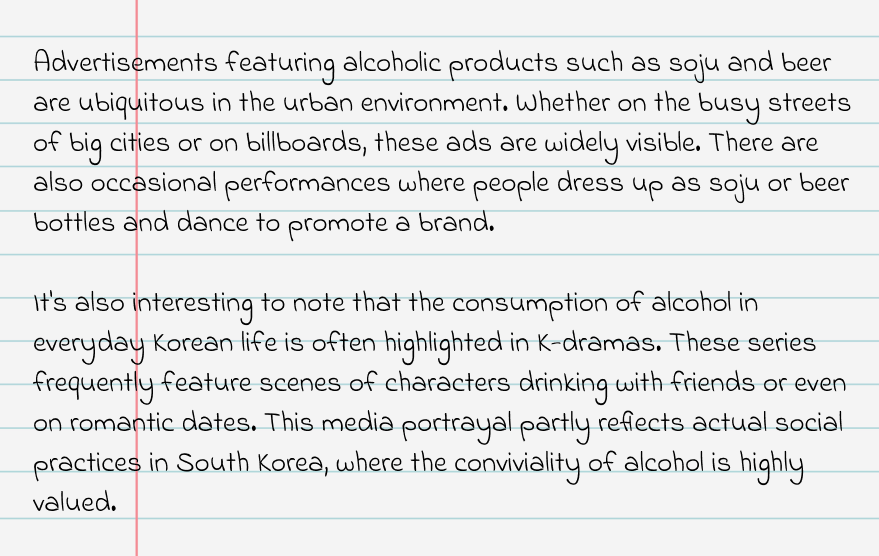 Advertisements featuring alcoholic products such as soju and beer
are ubiquitous in the urban environment. Whether on the busy streets
of big cities or on billboards, these ads are widely visible. There are
also occasional performances where people dress up as soju or beer
bottles and dance to promote a brand.
It's also interesting to note that the consumption of alcohol in
everyday Korean life is often highlighted in K-dramas. These series
frequently feature scenes of characters drinking with friends or even
on romantic dates. This media portrayal partly reflects actual social
practices in South Korea, where the conviviality of alcohol is highly
valued.